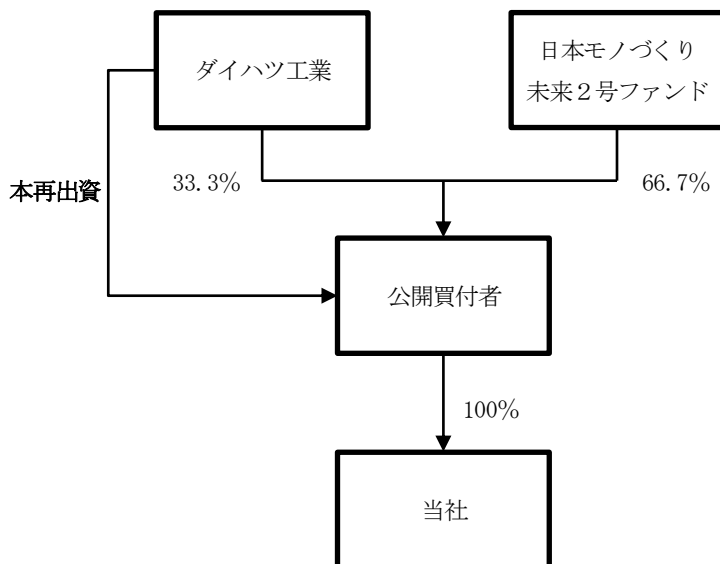 ダイハツ工業
日本モノづくり
未来２号ファンド
本再出資
33.3%
66.7%
公開買付者
100%
当社